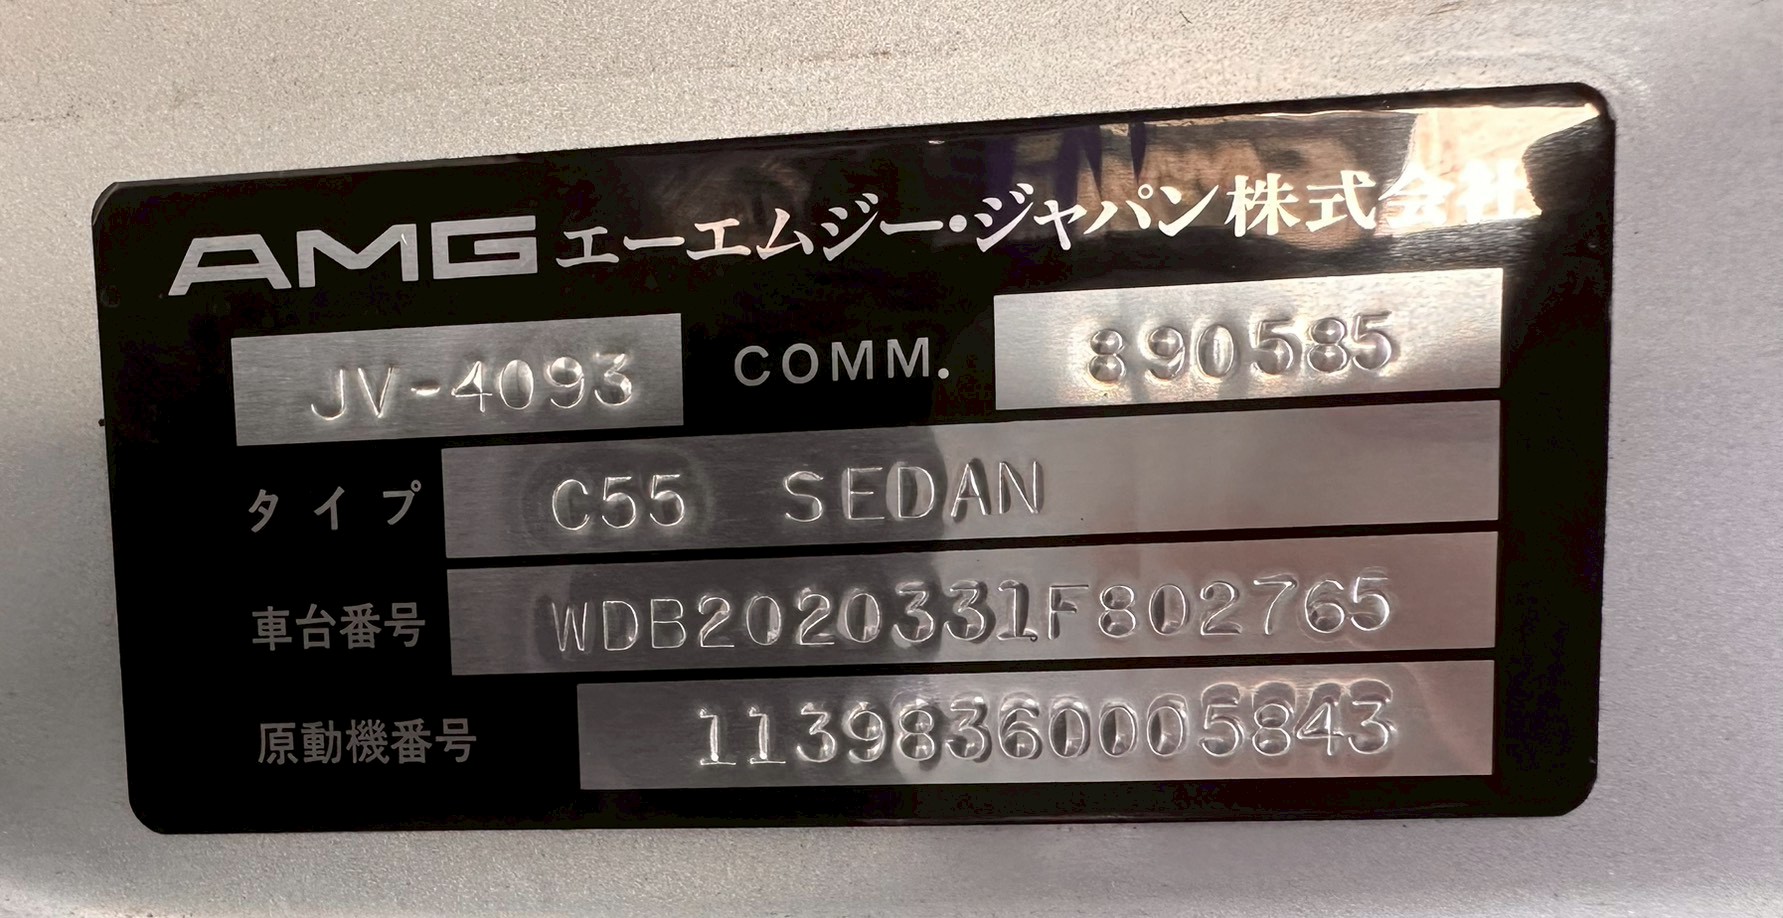 AMG エーエムジー・ジャパン株式会社
JV-4093 COMM. 890585
タイプ C55 SEDAN
車台番号 WDB2020331F802765
原動機番号 11398360005843